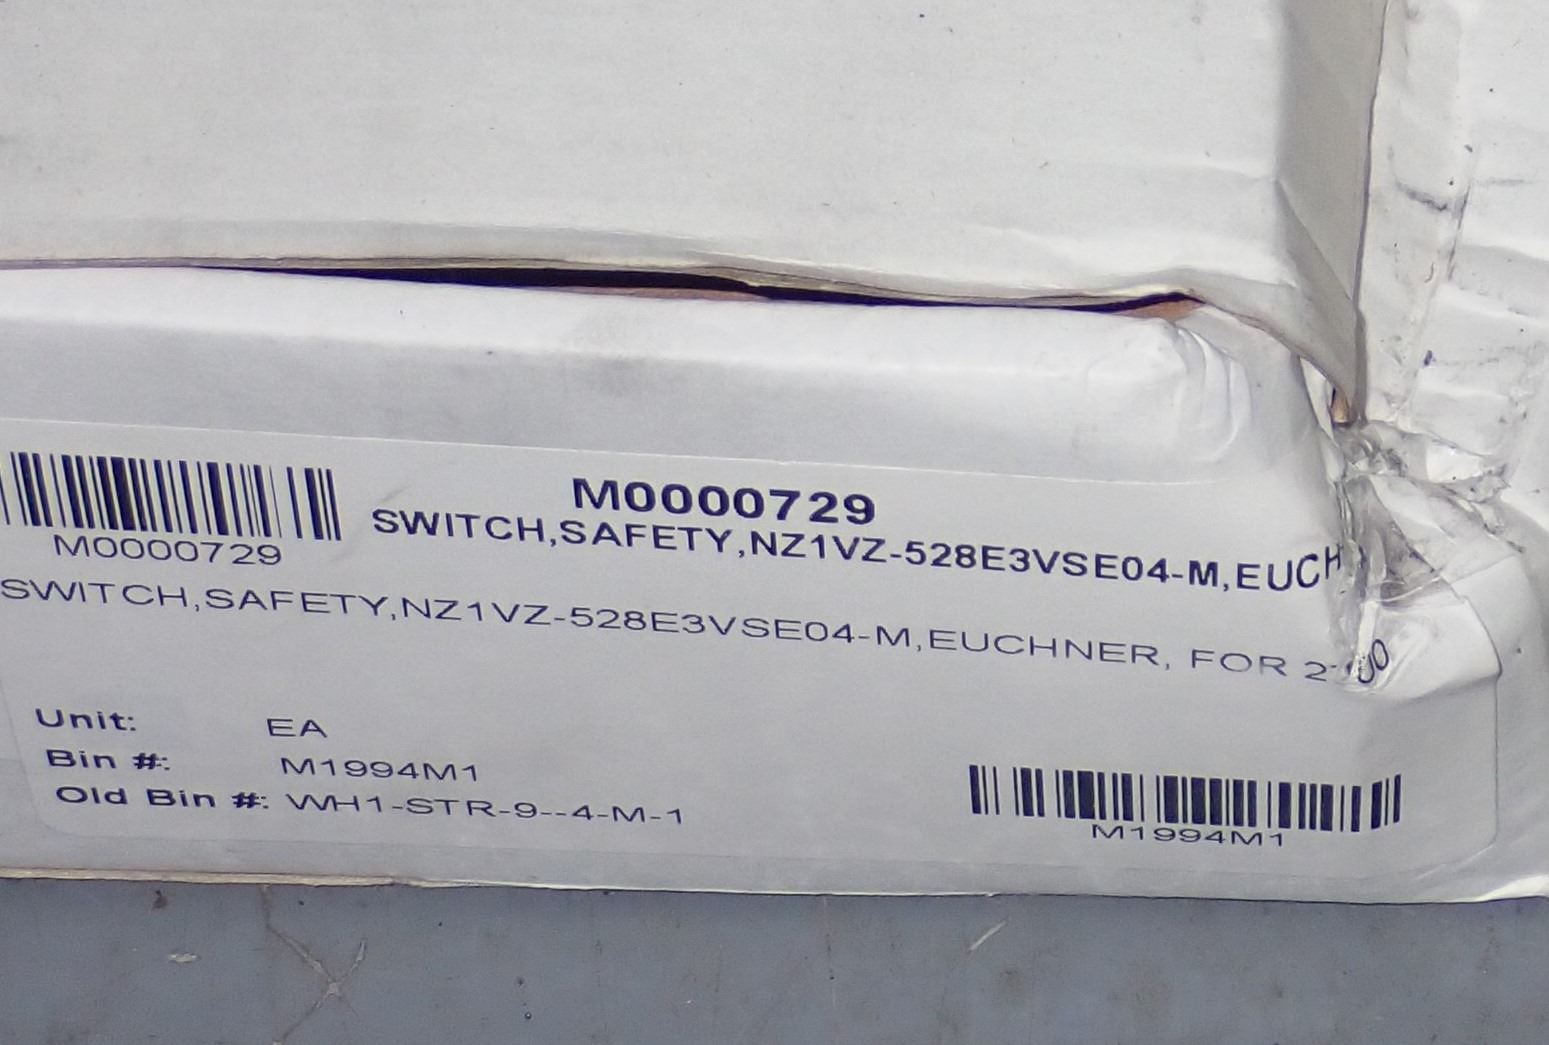 M0000729
SWITCH,SAFETY,NZ1VZ-528E3VSE04-M,EUCH
M0000729
SWITCH,SAFETY,NZ1VZ-528E3VSE04-M,EUCHNER, FOR
Unit: EA
Bin #: M1994M1
Old Bin #: WH1-STR-9--4-M-1
M1994M1